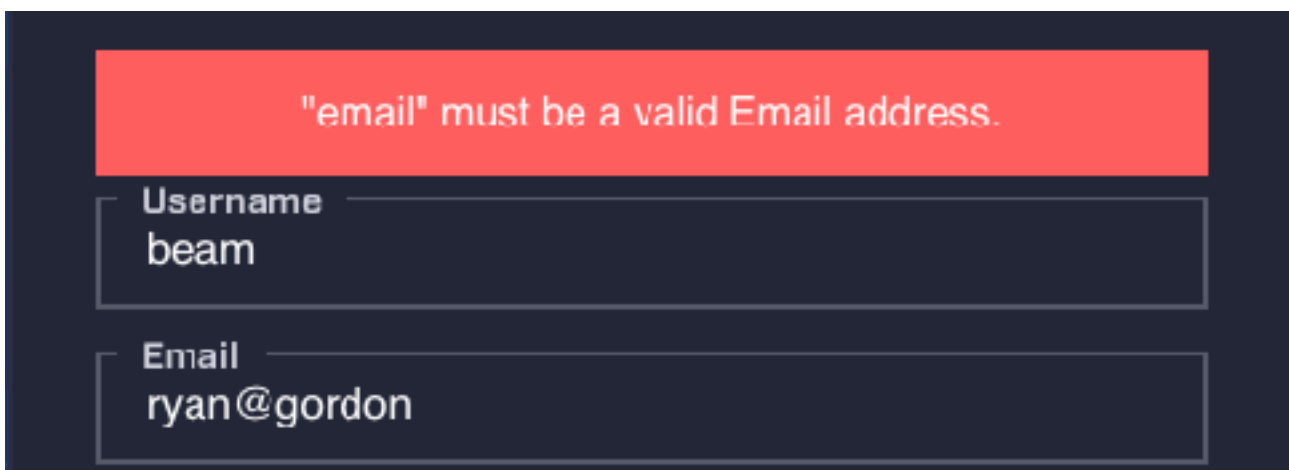 "email" must be a valid Email address.
Username
beam
Email
ryan@gordon